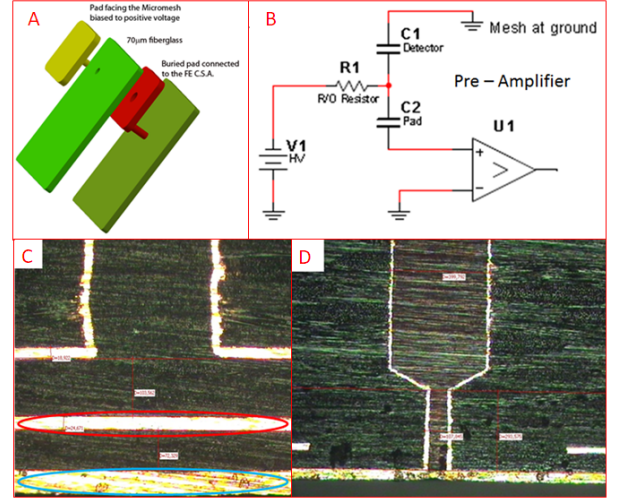 A
Pad facing the Micromesh
biased to positive voltage
70μm fiberglass
Buried pad connected
to the FE C.S.A.
B
C1
Detector
Mesh at ground
R1
R/O Resistor
Pre – Amplifier
C2
Pad
U1
V1
HV
+
>
−
C
D